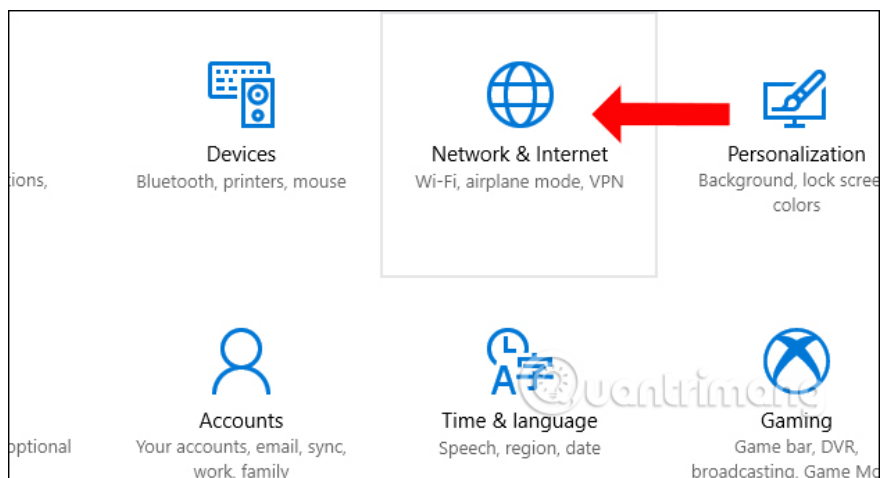 Devices
Bluetooth, printers, mouse
Network & Internet
Wi-Fi, airplane mode, VPN
Personalization
Background, lock scree
colors
tions,
Accounts
Your accounts, email, sync,
work, family
A字
Time & language
Speech, region, date
Gaming
Game bar, DVR,
broadcasting, Game Mo
optional
Quantrimang